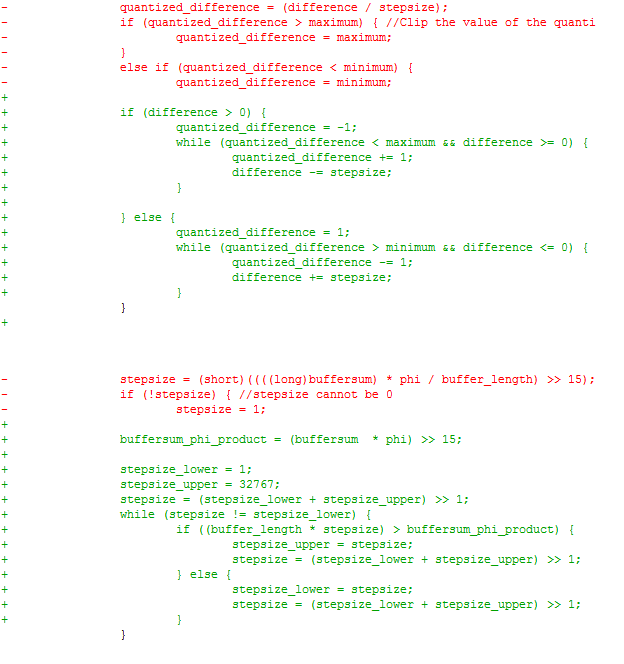 -               quantized_difference = (difference / stepsize);
-               if (quantized_difference > maximum) { //Clip the value of the quanti
-                       quantized_difference = maximum;
-               }
-               else if (quantized_difference < minimum) {
-                       quantized_difference = minimum;
+
+               if (difference > 0) {
+                       quantized_difference = -1;
+                       while (quantized_difference < maximum && difference >= 0) {
+                               quantized_difference += 1;
+                               difference -= stepsize;
+                       }
+
+               } else {
+                       quantized_difference = 1;
+                       while (quantized_difference > minimum && difference <= 0) {
+                               quantized_difference -= 1;
+                               difference += stepsize;
+                       }
                }
+
-               stepsize = (short)((((long)buffersum) * phi / buffer_length) >> 15);
-               if (!stepsize) { //stepsize cannot be 0
-                       stepsize = 1;
+
+               buffersum_phi_product = (buffersum  * phi) >> 15;
+
+               stepsize_lower = 1;
+               stepsize_upper = 32767;
+               stepsize = (stepsize_lower + stepsize_upper) >> 1;
+               while (stepsize != stepsize_lower) {
+                       if ((buffer_length * stepsize) > buffersum_phi_product) {
+                               stepsize_upper = stepsize;
+                               stepsize = (stepsize_lower + stepsize_upper) >> 1;
+                       } else {
+                               stepsize_lower = stepsize;
+                               stepsize = (stepsize_lower + stepsize_upper) >> 1;
+                       }
                }